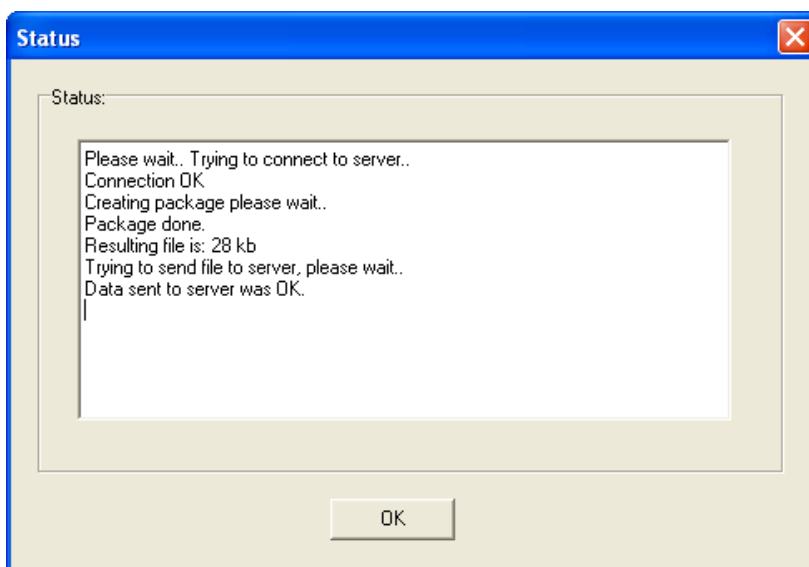 Status
Status:
Please wait.. Trying to connect to server..
Connection OK
Creating package please wait..
Package done.
Resulting file is: 28 kb
Trying to send file to server, please wait..
Data sent to server was OK.
OK